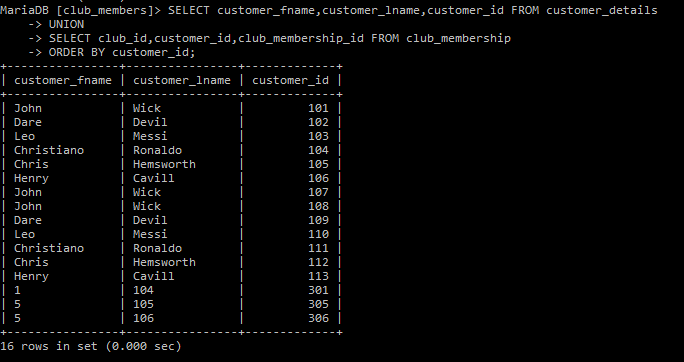 MariaDB [club_members]> SELECT customer_fname,customer_lname,customer_id FROM customer_details
    -> UNION
    -> SELECT club_id,customer_id,club_membership_id FROM club_membership
    -> ORDER BY customer_id;
+----------------+----------------+-------------+
| customer_fname | customer_lname | customer_id |
+----------------+----------------+-------------+
| John           | Wick           |         101 |
| Dare           | Devil          |         102 |
| Leo            | Messi          |         103 |
| Christiano     | Ronaldo        |         104 |
| Chris          | Hemsworth      |         105 |
| Henry          | Cavill         |         106 |
| John           | Wick           |         107 |
| John           | Wick           |         108 |
| Dare           | Devil          |         109 |
| Leo            | Messi          |         110 |
| Christiano     | Ronaldo        |         111 |
| Chris          | Hemsworth      |         112 |
| Henry          | Cavill         |         113 |
| 1              | 104            |         301 |
| 5              | 105            |         305 |
| 5              | 106            |         306 |
+----------------+----------------+-------------+
16 rows in set (0.000 sec)